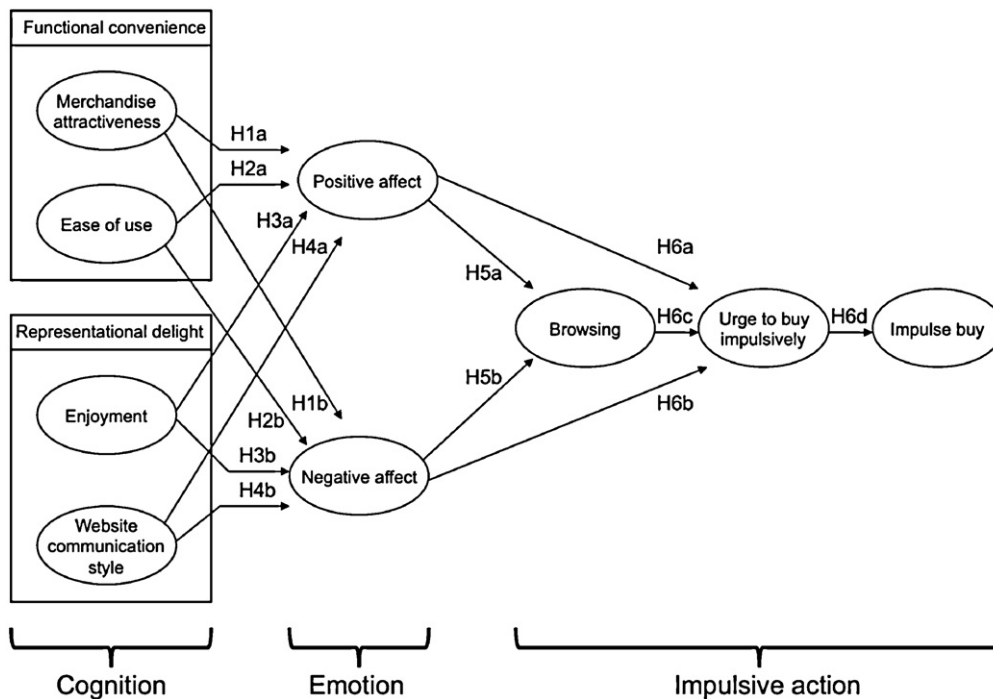 Functional convenience
Merchandise
attractiveness
Ease of use
Representational delight
Enjoyment
Website
communication
style
H1a
H2a
H3a
H4a
H1b
H2b
H3b
H4b
Positive affect
Negative affect
H5a
H5b
H6a
H6b
Browsing
H6c
Urge to buy
impulsively
H6d
Impulse buy
Cognition
Emotion
Impulsive action